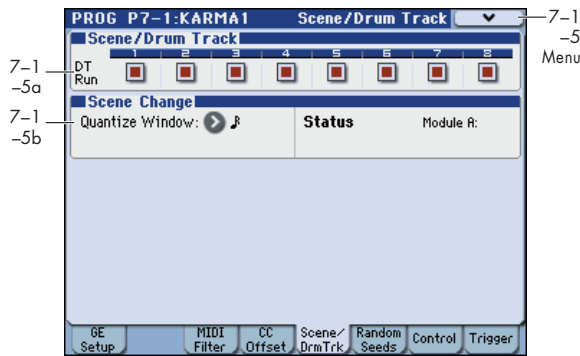 PROG P7-1:KARMA1 Scene/Drum Track
7–1
–5
Menu
Scene/Drum Track
1 2 3 4 5 6 7 8
7–1
–5a
DT
Run
Scene Change
7–1
–5b
Quantize Window:
Status
Module A:
GE
Setup
MIDI
Filter
CC
Offset
Scene/
DrmTrk
Random
Seeds
Control
Trigger